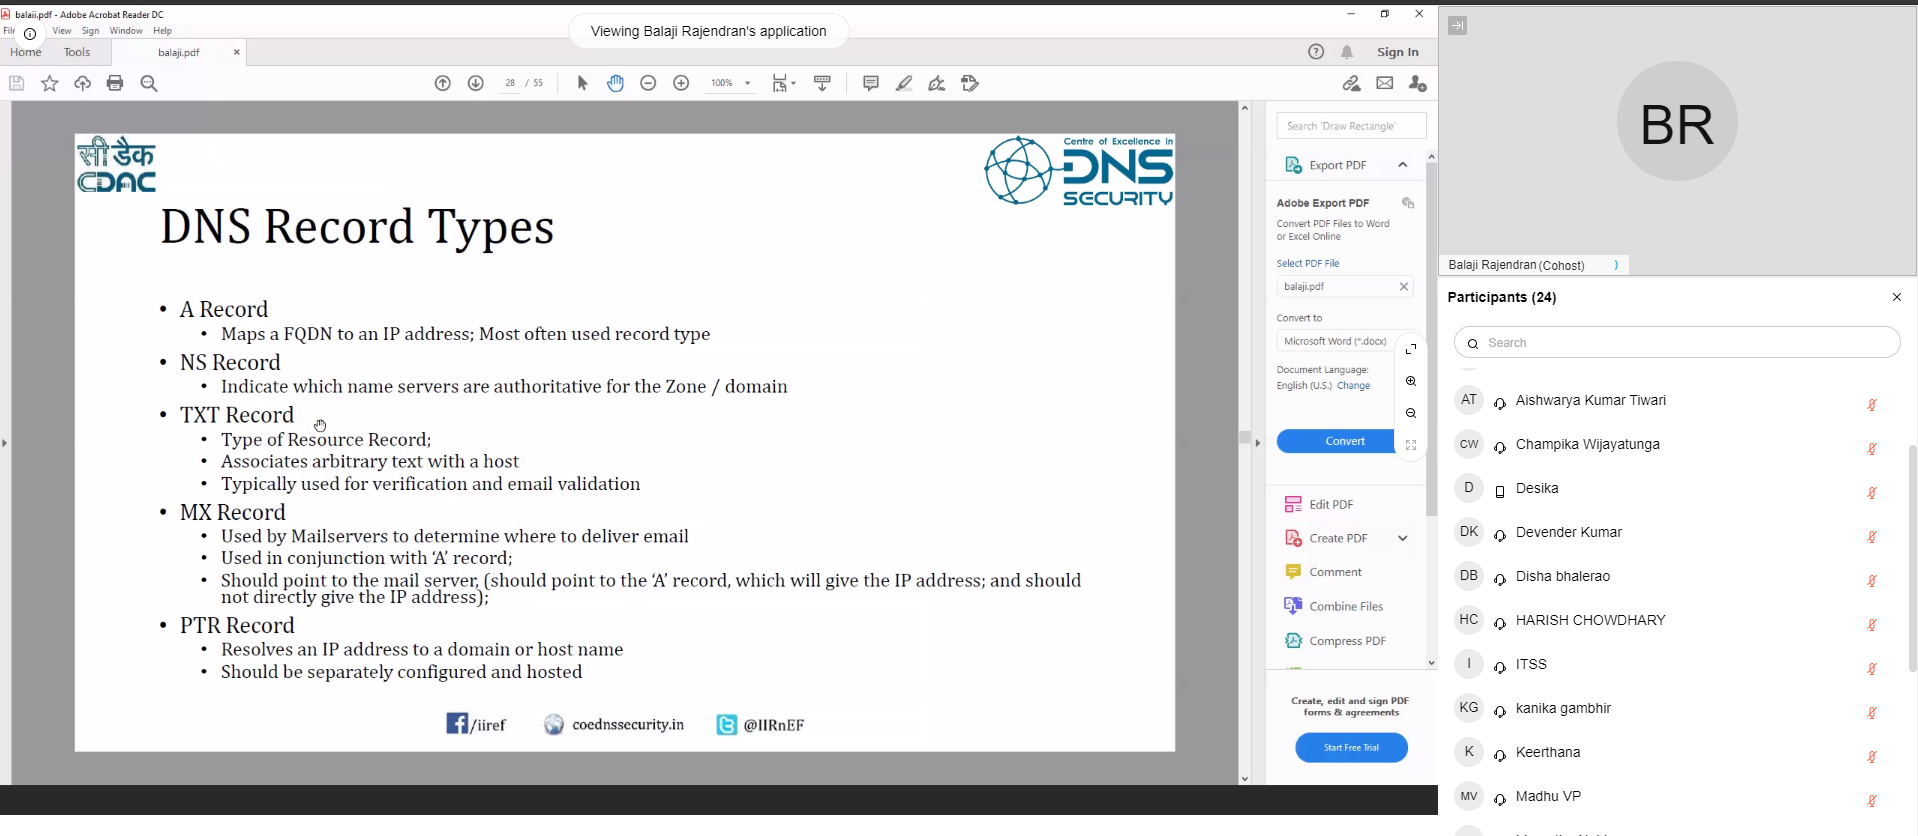 balaji.pdf - Adobe Acrobat Reader DC
View Sign Window Help
Viewing Balaji Rajendran's application
Home Tools balaji.pdf
Sign In
28 / 55 100%
सी डैक
CDAC
Centre of Excellence in
DNS
SECURITY
DNS Record Types
• A Record
• Maps a FQDN to an IP address; Most often used record type
• NS Record
• Indicate which name servers are authoritative for the Zone / domain
• TXT Record
• Type of Resource Record;
• Associates arbitrary text with a host
• Typically used for verification and email validation
• MX Record
• Used by Mailservers to determine where to deliver email
• Used in conjunction with ‘A’ record;
• Should point to the mail server, (should point to the ‘A’ record, which will give the IP address; and should
not directly give the IP address);
• PTR Record
• Resolves an IP address to a domain or host name
• Should be separately configured and hosted
/iiref coednssecurity.in @IIRnEF
Search 'Draw Rectangle'
Export PDF
Adobe Export PDF
Convert PDF Files to Word
or Excel Online
Select PDF File
balaji.pdf
Convert to
Microsoft Word (*.docx)
Document Language:
English (U.S.) Change
Convert
Edit PDF
Create PDF
Comment
Combine Files
Compress PDF
Create, edit and sign PDF
forms & agreements
Start Free Trial
BR
Balaji Rajendran (Cohost)
Participants (24)
Search
AT Aishwarya Kumar Tiwari
CW Champika Wijayatunga
D Desika
DK Devender Kumar
DB Disha bhalerao
HC HARISH CHOWDHARY
I ITSS
KG kanika gambhir
K Keerthana
MV Madhu VP